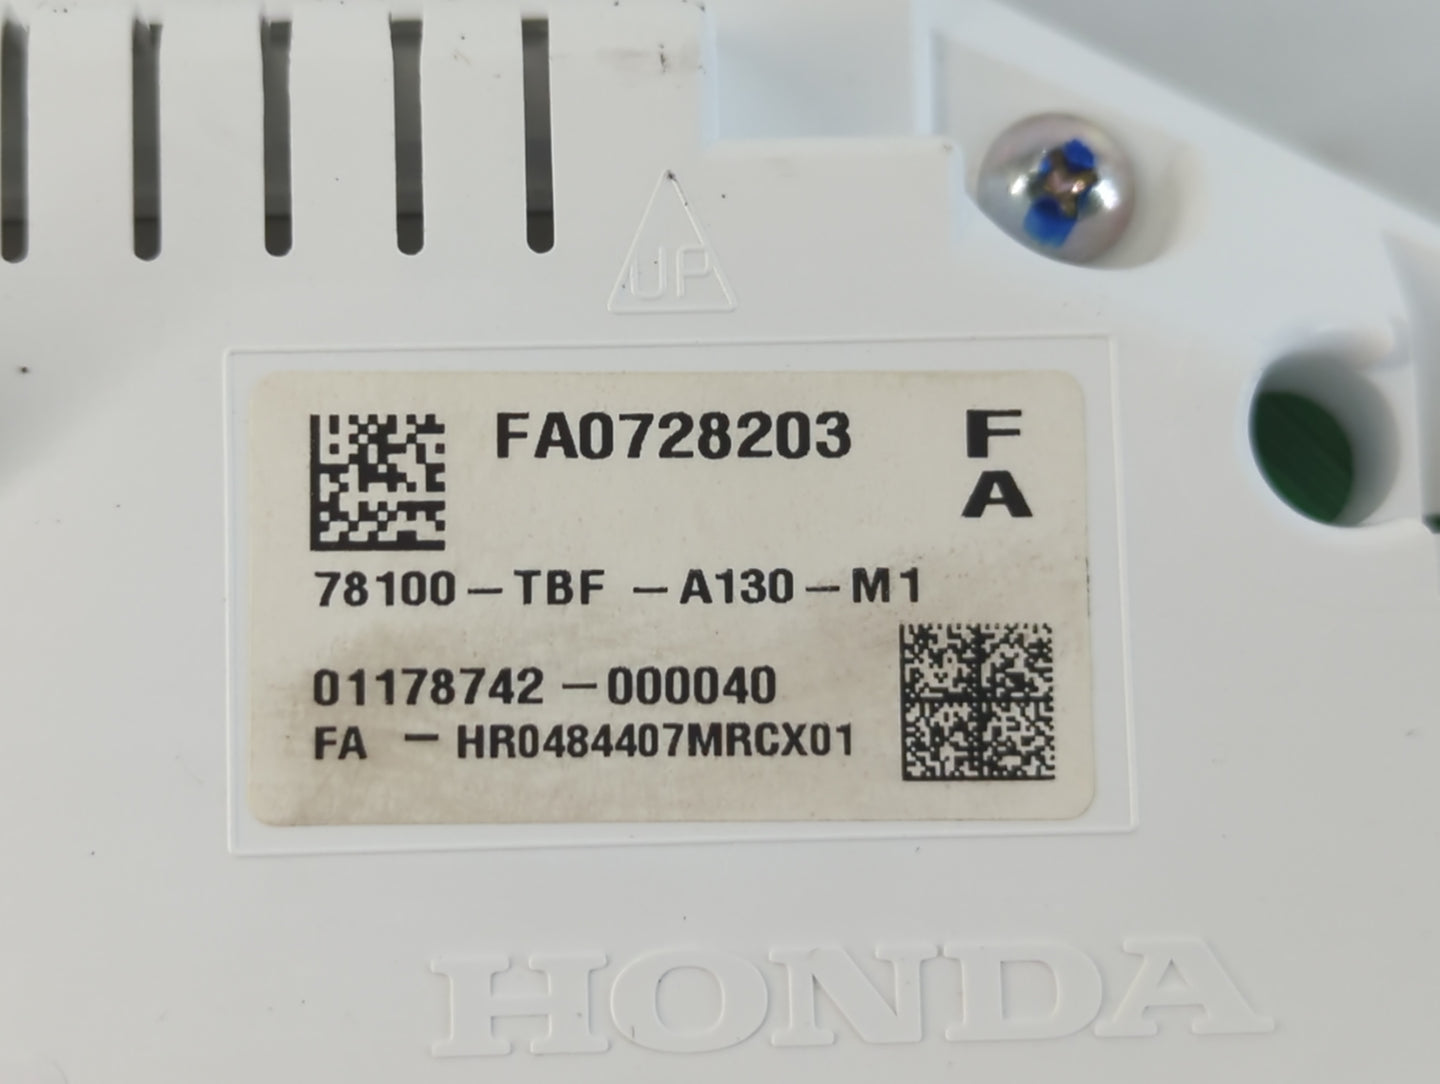 UP
FA0728203 F
A
78100-TBF -A130-M1
01178742-000040
FA - HR0484407MRCX01
HONDA